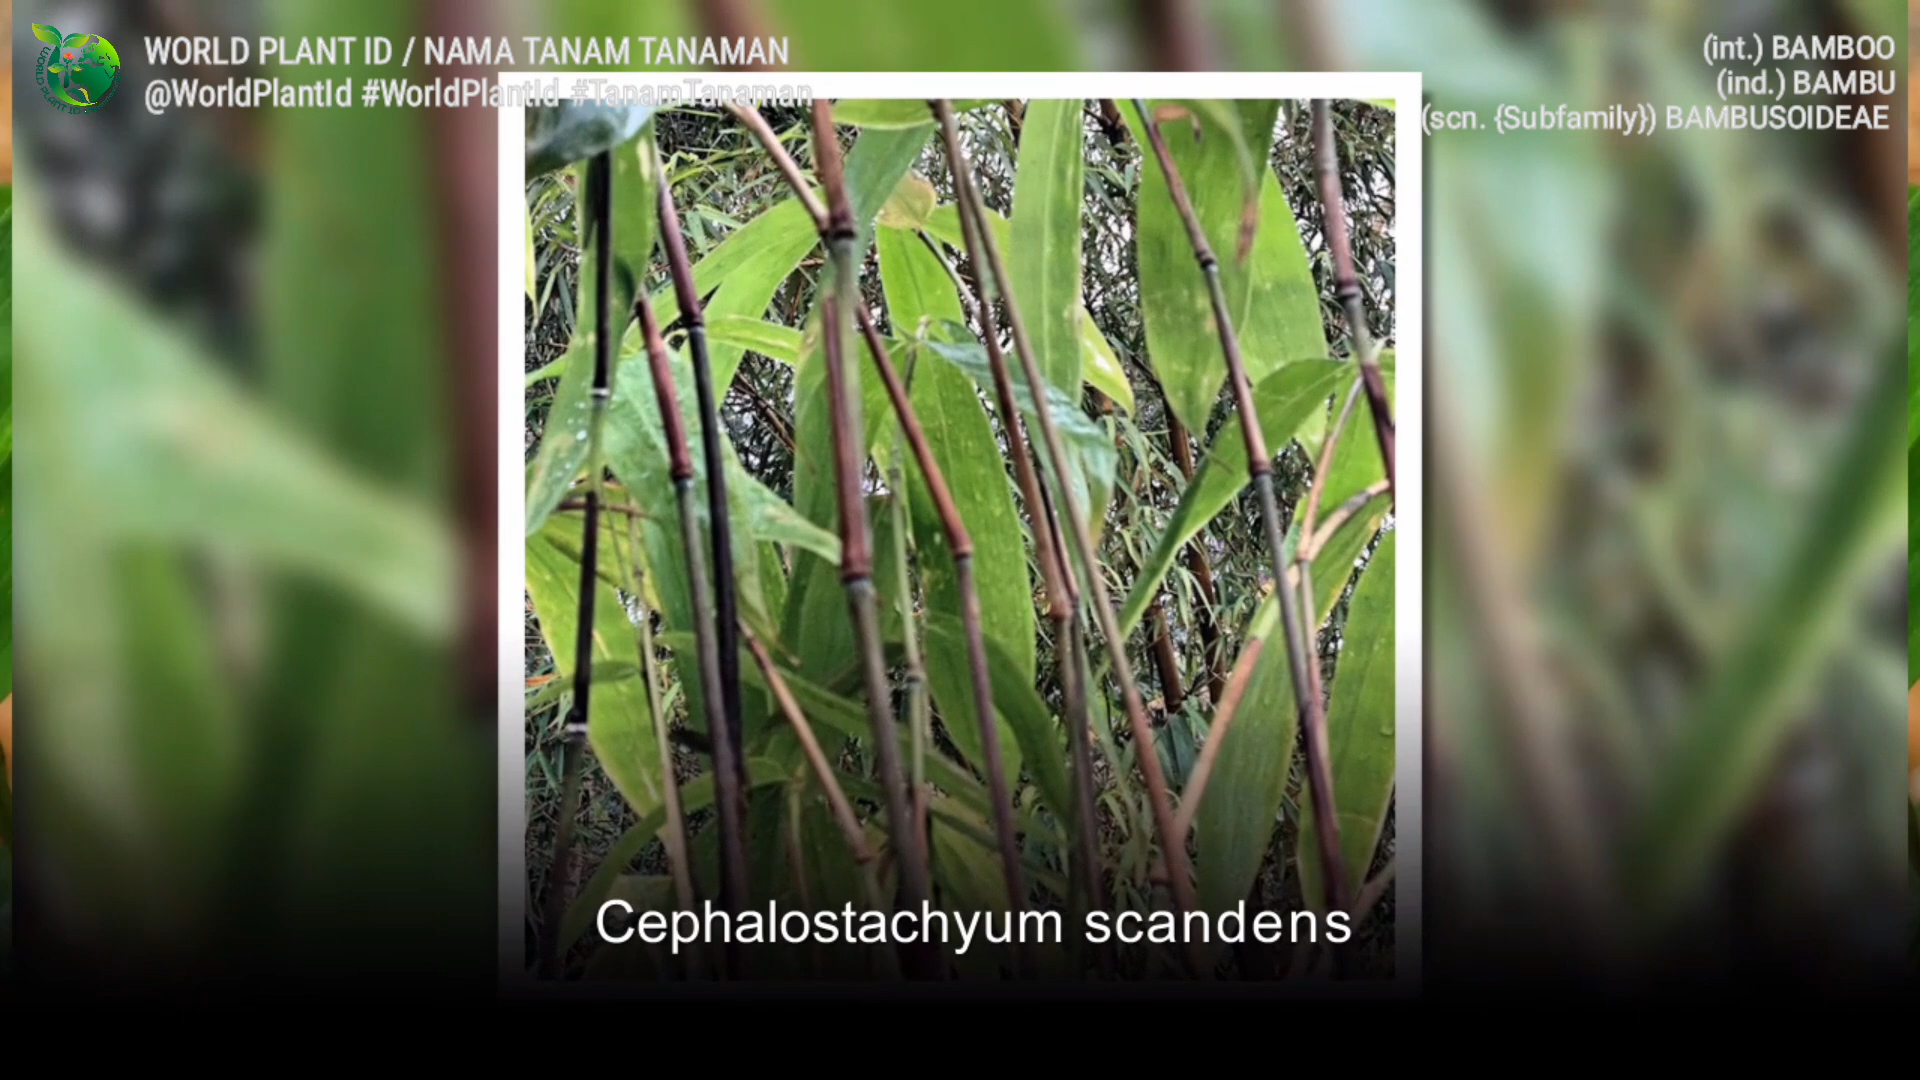 WORLD PLANT ID / NAMA TANAM TANAMAN
@WorldPlantId #WorldPlantId #TanamTanaman
(int.) BAMBOO
(ind.) BAMBU
(scn. {Subfamily}) BAMBUSOIDEAE
Cephalostachyum scandens